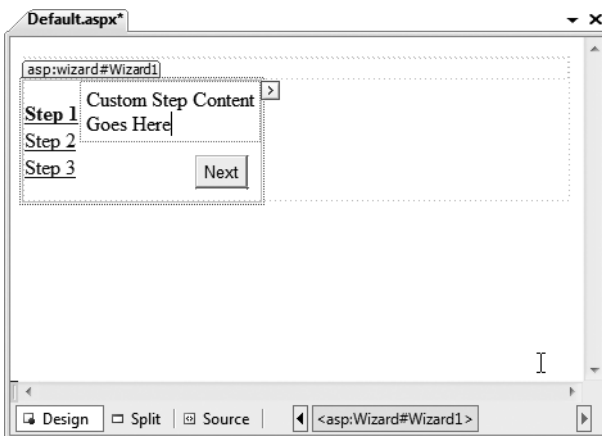 Default.aspx*
asp:wizard#Wizard1
Custom Step Content
Goes Here
Step 1
Step 2
Step 3
Next
Design
Split
Source
<asp:Wizard#Wizard1>